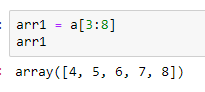 arr1 = a[3:8]
arr1
array([4, 5, 6, 7, 8])